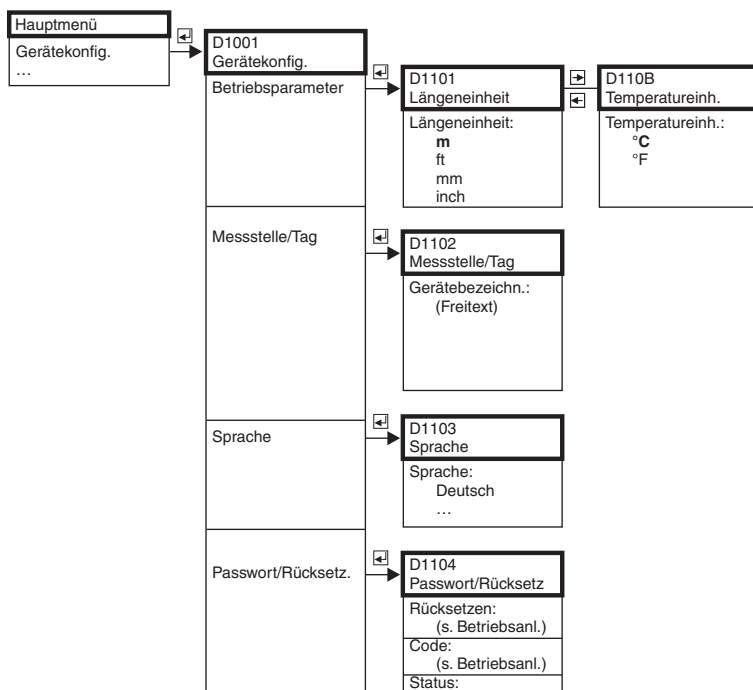 Hauptmenü
Gerätekonfig.
…
D1001
Gerätekonfig.
Betriebsparameter
D1101
Längeneinheit
Längeneinheit:
m
ft
mm
inch
D110B
Temperatureinh.
Temperatureinh.:
°C
°F
Messstelle/Tag
D1102
Messstelle/Tag
Gerätebezeichn.:
(Freitext)
Sprache
D1103
Sprache
Sprache:
Deutsch
…
Passwort/Rücksetz.
D1104
Passwort/Rücksetz
Rücksetzen:
(s. Betriebsanl.)
Code:
(s. Betriebsanl.)
Status: